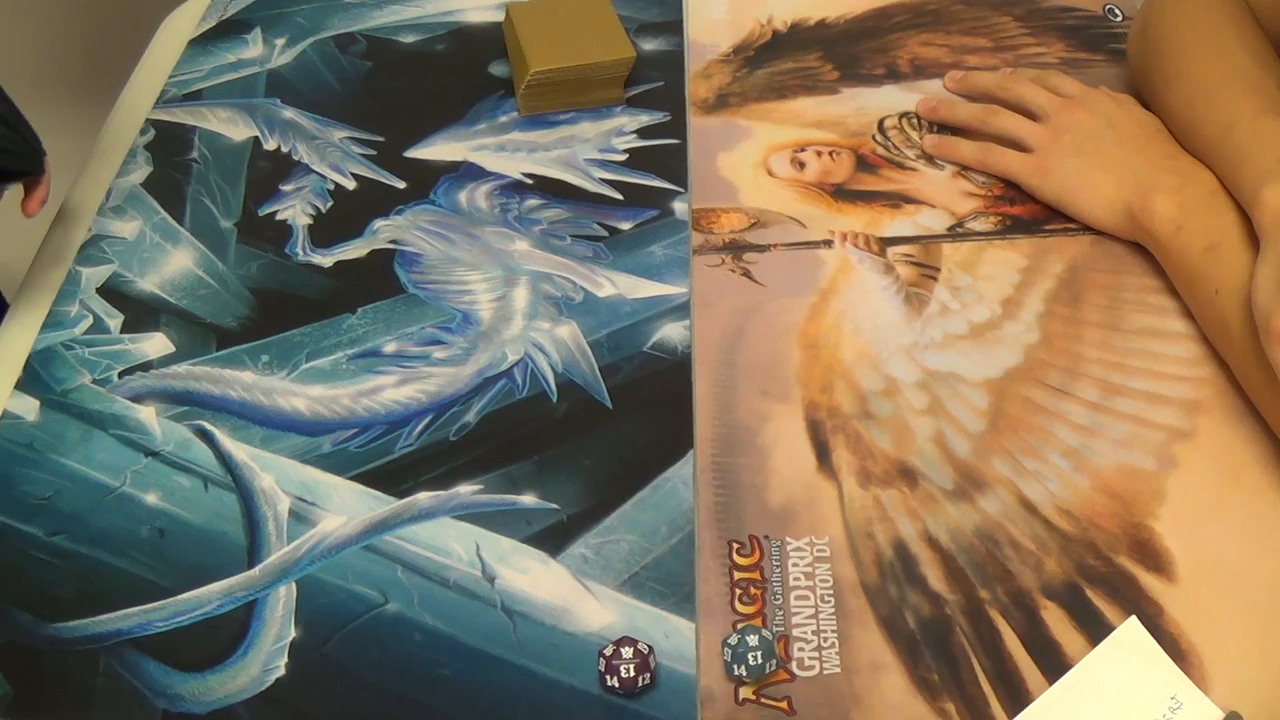 MAGIC
The Gathering
GRAND PRIX
WASHINGTON DC
13
14
12
13
14
12